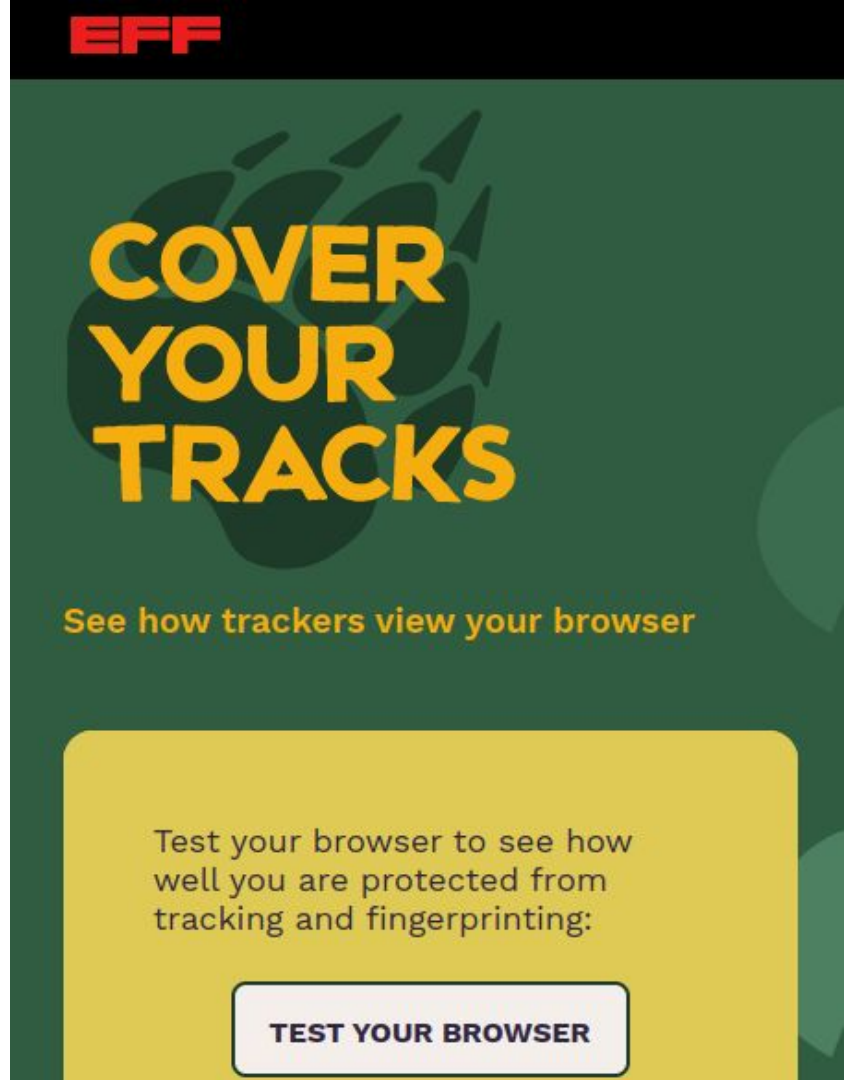 EFF
COVER
YOUR
TRACKS
See how trackers view your browser
Test your browser to see how
well you are protected from
tracking and fingerprinting:
TEST YOUR BROWSER